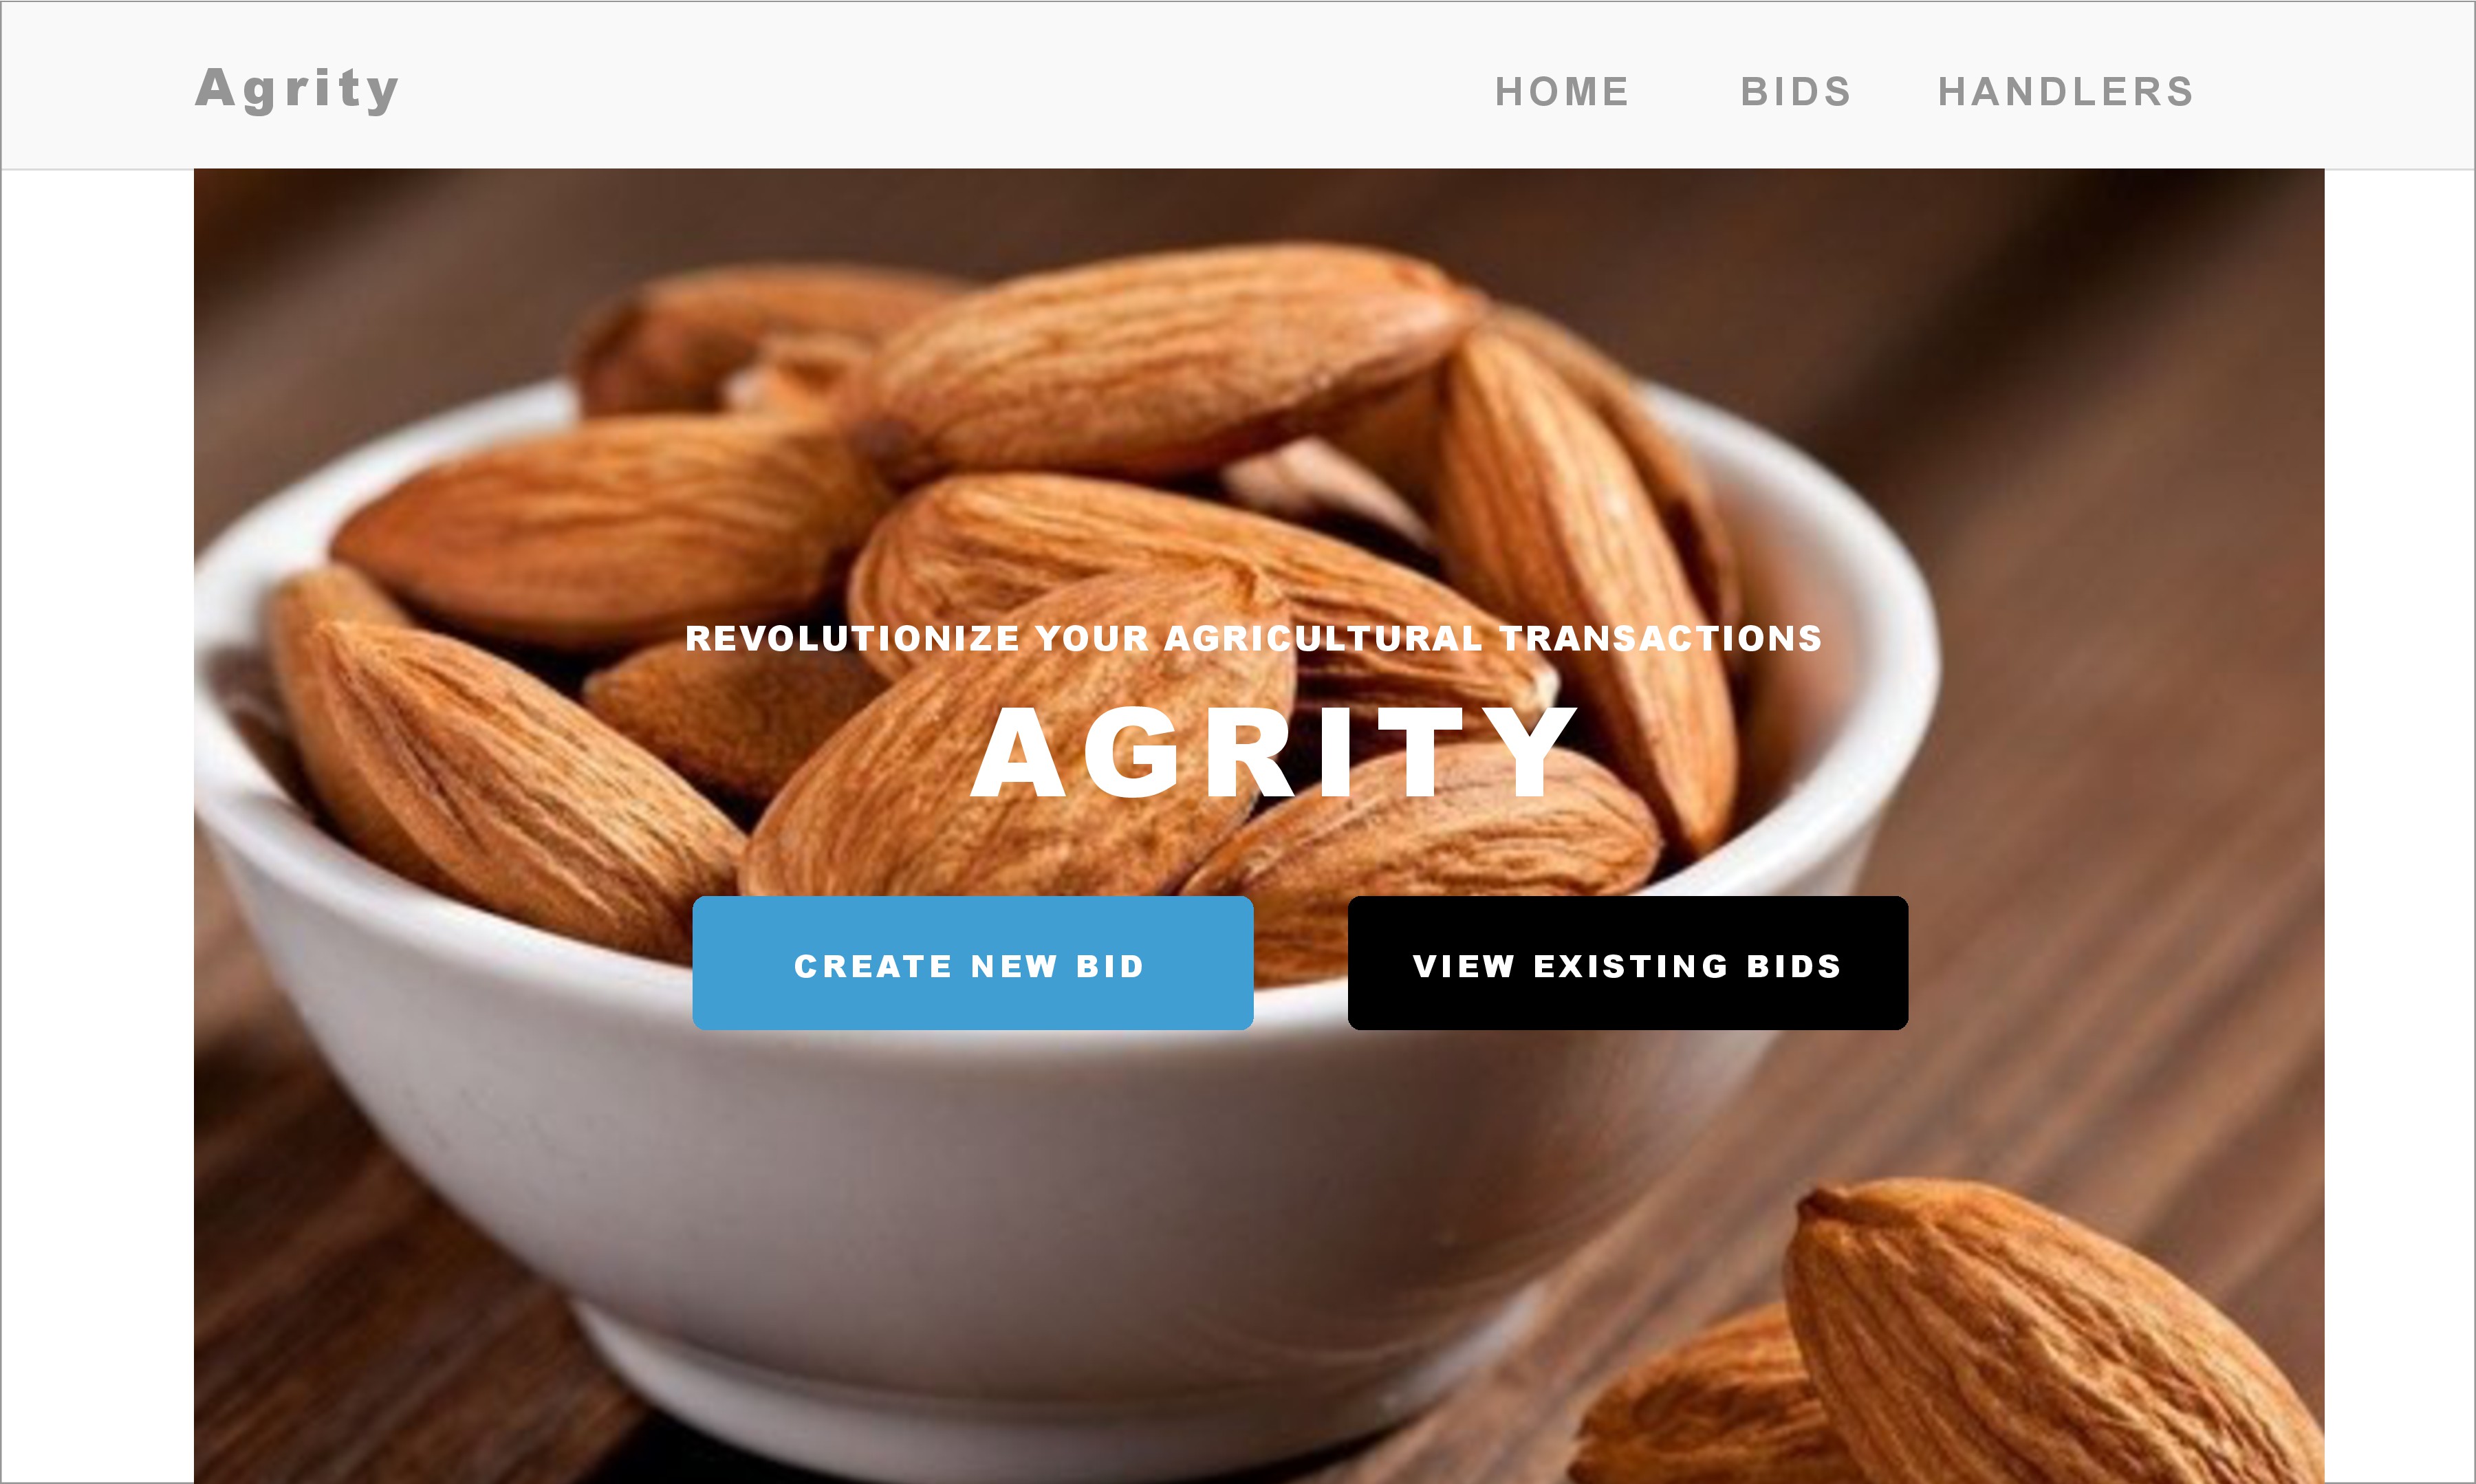 Agrity
HOME BIDS HANDLERS
REVOLUTIONIZE YOUR AGRICULTURAL TRANSACTIONS
AGRITY
CREATE NEW BID VIEW EXISTING BIDS